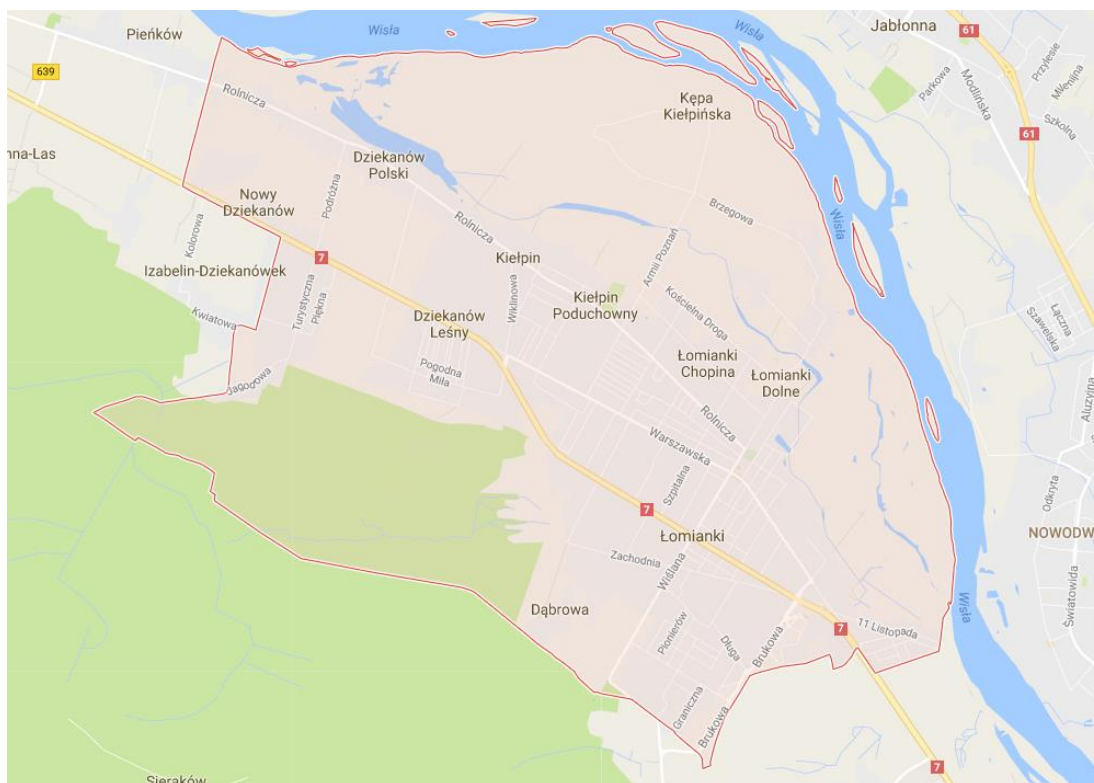 Pieńków
Wisła
Wisła
Jabłonna
61
639
Rolnicza
Parkowa
Modlińska
Przylesie
Szkolna
61
Kępa
Kiełpińska
nna-Las
Dziekanów
Polski
Nowy
Dziekanów
Podróżna
Kolorowa
Rolnicza
Brzegowa
Wisła
7
Izabelin-Dziekanówek
Kiełpin
Armii Poznań
Turystyczna
Piękna
Wiklinowa
Kiełpin
Poduchowny
Kościelna Droga
Kwiatowa
Dziekanów
Leśny
Łączna
Szawelska
Pogodna
Miła
Jagodowa
Łomianki
Chopina
Łomianki
Dolne
Aluzyjna
Rolnicza
Warszawska
Szpitalna
Odkryta
7
Łomianki
NOWODW
Zachodnia
Wiślana
Dąbrowa
Wisła
Światowida
Pionierów
Długa
Brukowa
7
11 Listopada
Graniczna
Brukowa
7
Sieraków